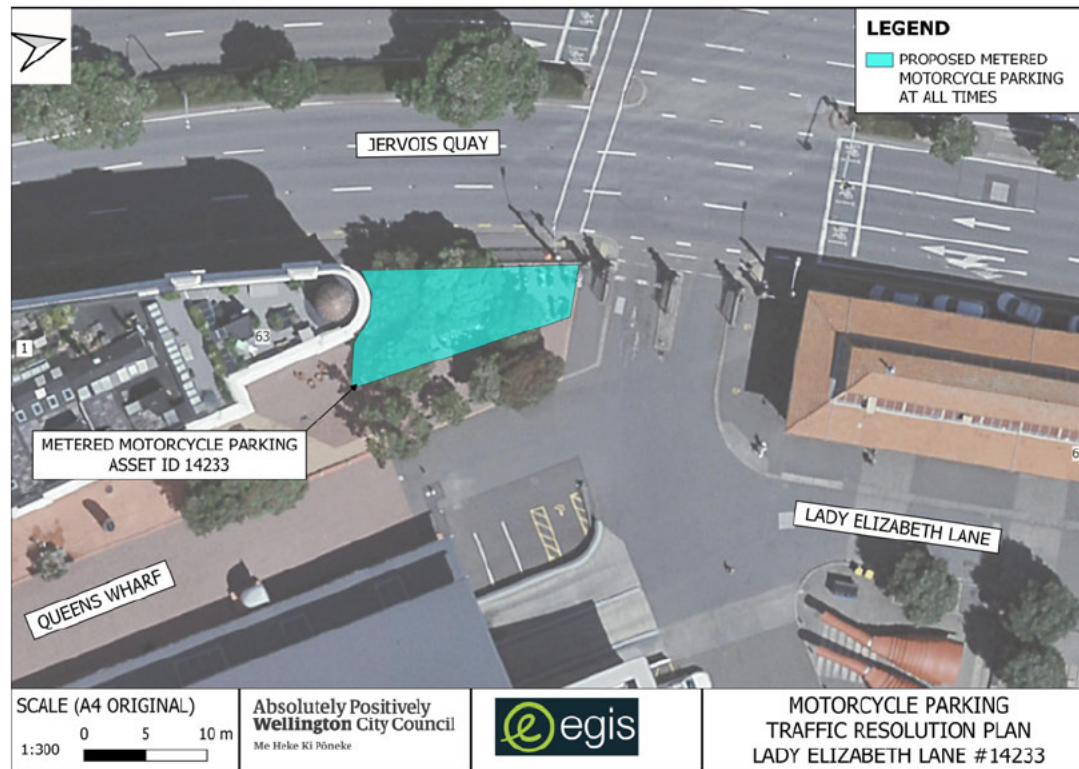 LEGEND
PROPOSED METERED
MOTORCYCLE PARKING
AT ALL TIMES
JERVOIS QUAY
63
1
METERED MOTORCYCLE PARKING
ASSET ID 14233
6
LADY ELIZABETH LANE
QUEENS WHARF
SCALE (A4 ORIGINAL)
1:300
0 5 10 m
Absolutely Positively
Wellington City Council
Me Heke Ki Pōneke
egis
MOTORCYCLE PARKING
TRAFFIC RESOLUTION PLAN
LADY ELIZABETH LANE #14233